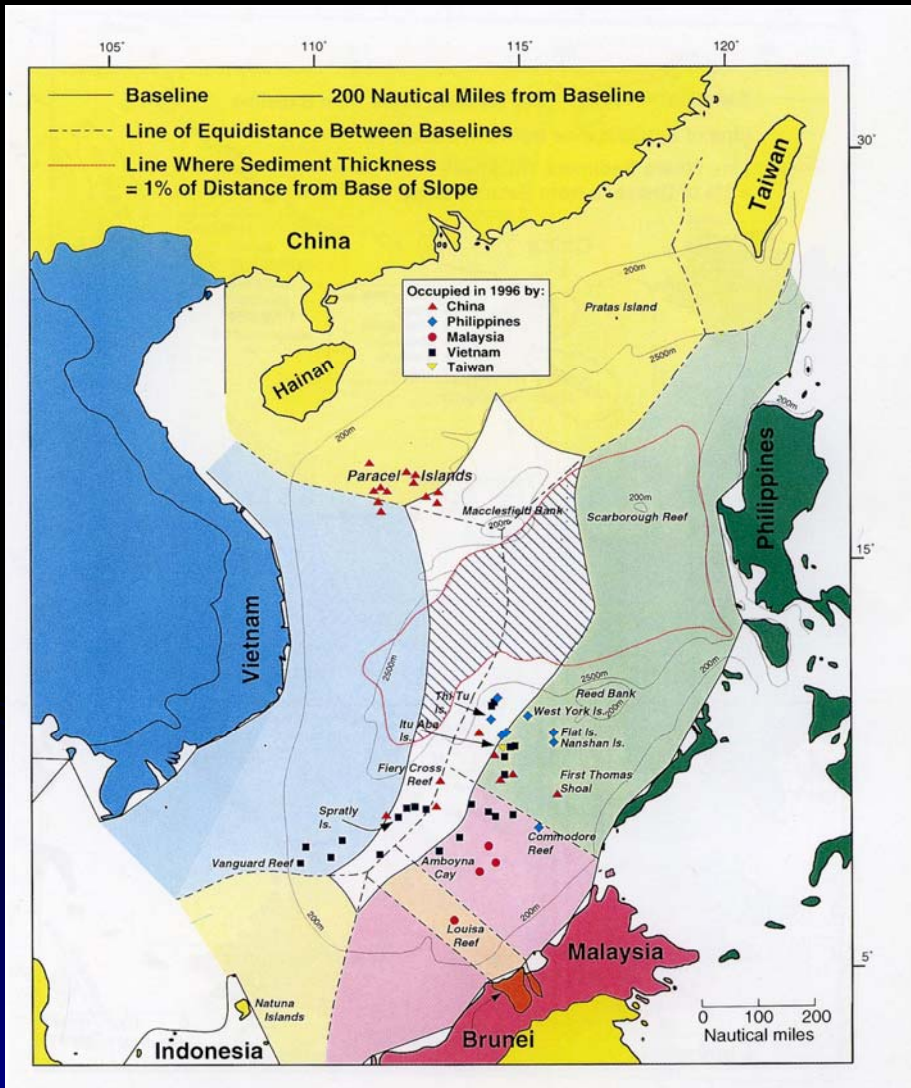 105°
110°
115°
120°
Baseline
200 Nautical Miles from Baseline
Line of Equidistance Between Baselines
Line Where Sediment Thickness
= 1% of Distance from Base of Slope
30°
Taiwan
China
200m
Occupied in 1996 by:
China
Philippines
Malaysia
Vietnam
Taiwan
Pratas Island
2500m
Hainan
200m
200m
Philippines
Paracel Islands
Macclesfield Bank
200m
200m
Scarborough Reef
15°
Vietnam
2500m
200m
2500m
Thi Tu
Is.
Reed Bank
200m
West York Is.
Itu Aba
Is.
Flat Is.
Nanshan Is.
Fiery Cross
Reef
First Thomas
Shoal
Spratly
Is.
Commodore
Reef
Vanguard Reef
Amboyna
Cay
200m
200m
Louisa
Reef
Malaysia
5°
Natuna
Islands
0 100 200
Nautical miles
Indonesia
Brunei